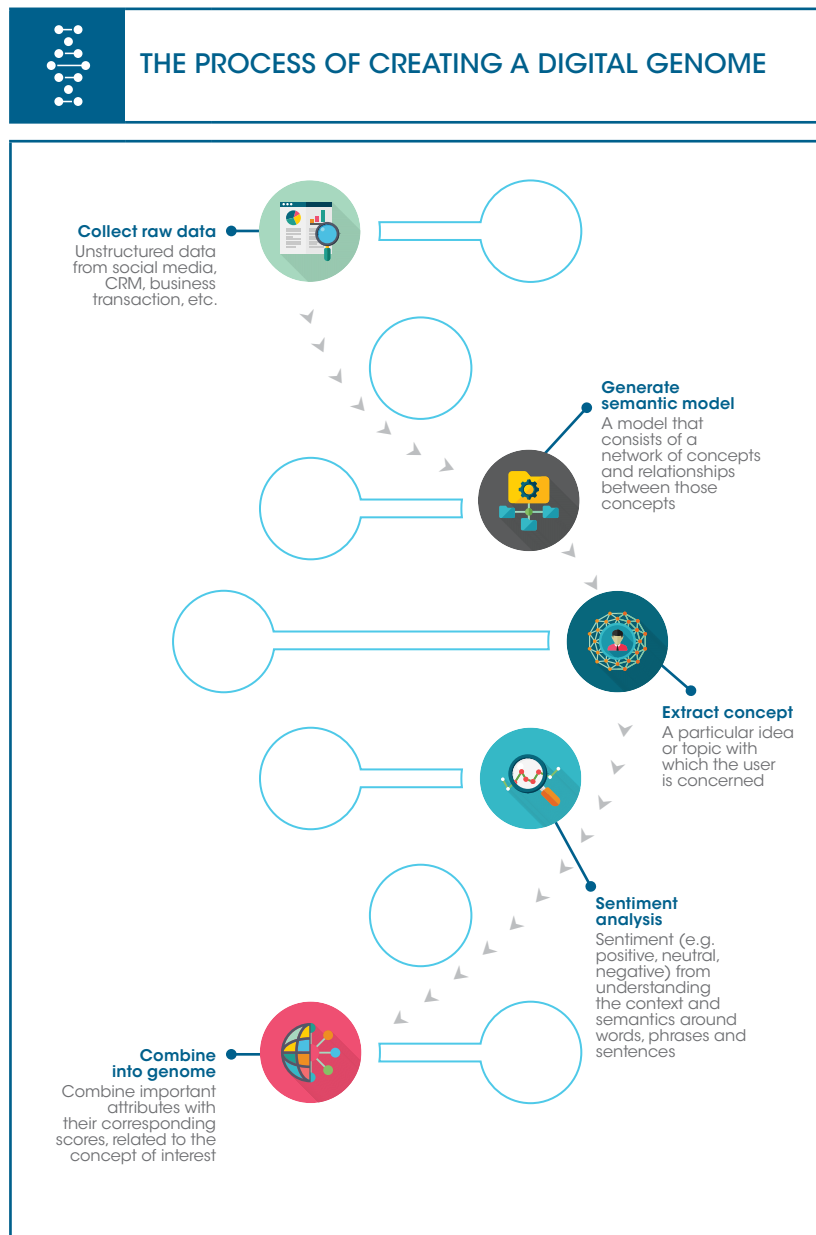 THE PROCESS OF CREATING A DIGITAL GENOME
Collect raw data
Unstructured data
from social media,
CRM, business
transaction, etc.
Generate
semantic model
A model that
consists of a
network of concepts
and relationships
between those
concepts
Extract concept
A particular idea
or topic with
which the user
is concerned
Sentiment
analysis
Sentiment (e.g.
positive, neutral,
negative) from
understanding
the context and
semantics around
words, phrases and
sentences
Combine
into genome
Combine important
attributes with
their corresponding
scores, related to the
concept of interest